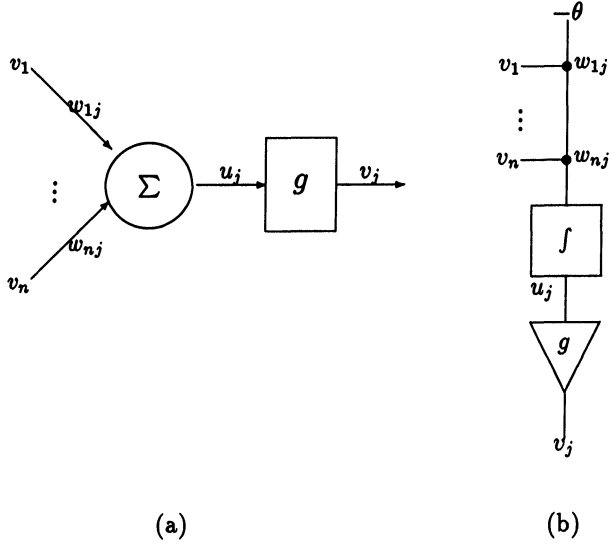 −θ
v₁
w₁ⱼ
⋮
vₙ
wₙⱼ
Σ
uⱼ
g
vⱼ
v₁
w₁ⱼ
⋮
vₙ
wₙⱼ
∫
uⱼ
g
vⱼ
(a)
(b)